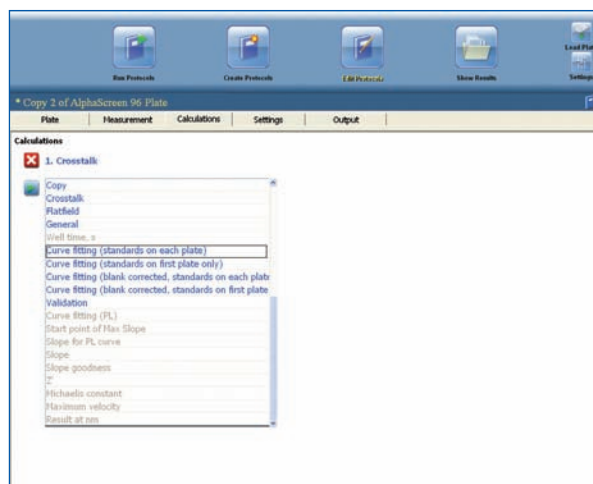 Run Protocols
Create Protocols
Edit Protocols
Show Results
Load Plat
Settings
* Copy 2 of AlphaScreen 96 Plate
Plate
Measurement
Calculations
Settings
Output
Calculations
1. Crosstalk
Copy
Crosstalk
Flatfield
General
Well time, s
Curve fitting (standards on each plate)
Curve fitting (standards on first plate only)
Curve fitting (blank corrected, standards on each plate
Curve fitting (blank corrected, standards on first plate
Validation
Curve fitting (PL)
Start point of Max Slope
Slope for PL curve
Slope
Slope goodness
Z'
Michaelis constant
Maximum velocity
Result at nm